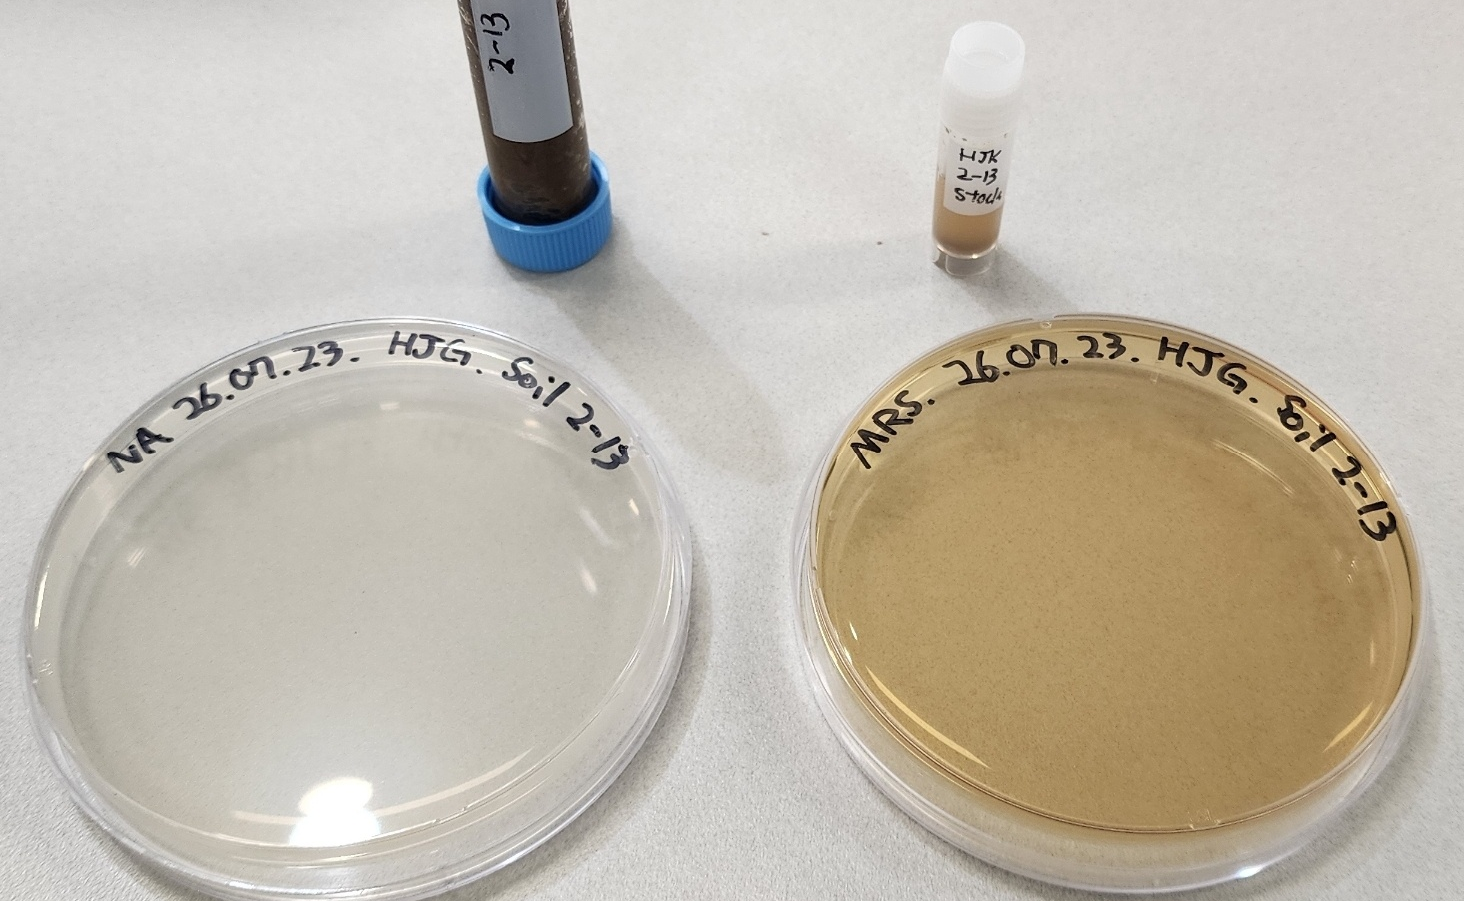 2-13
HJK
2-13
Stock
NA 26.07.23. HJG. Soil 2-13
MRS. 26.07.23. HJG. Soil 2-13